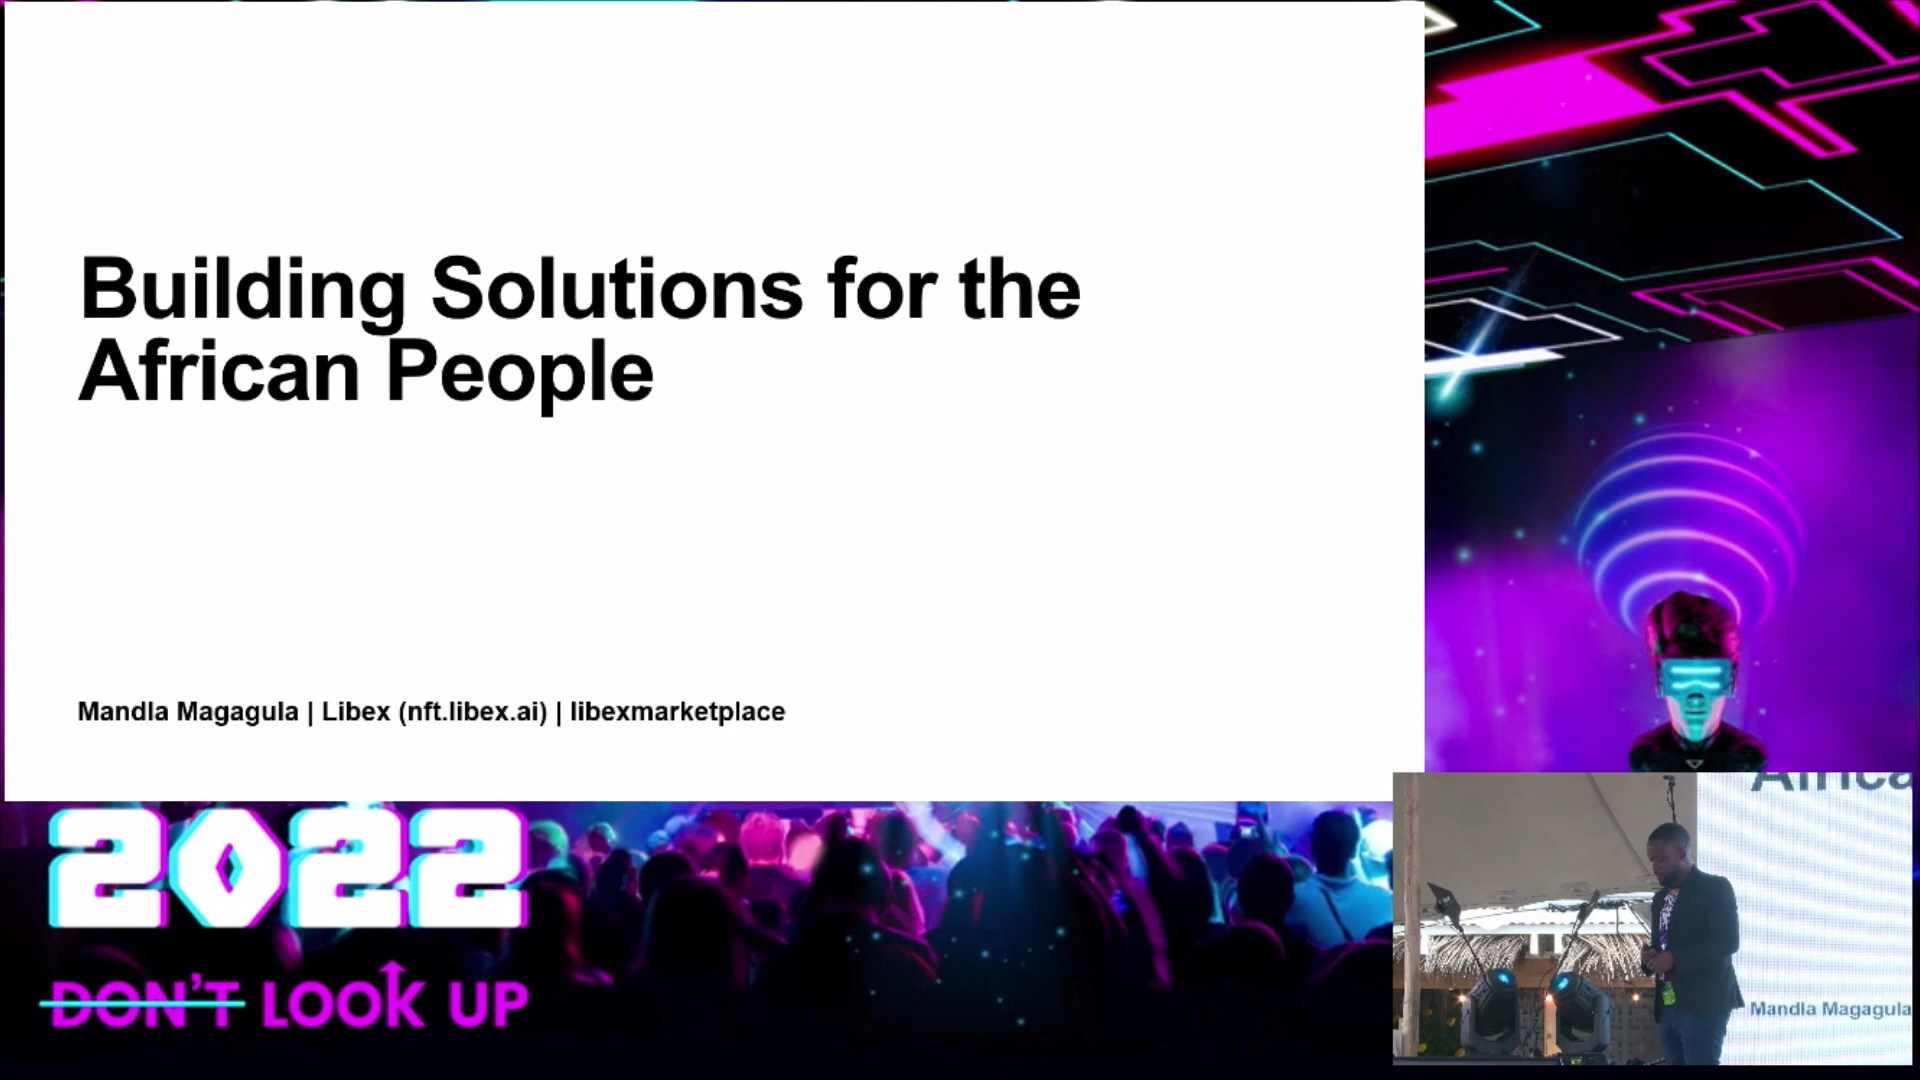 Building Solutions for the
African People
Mandla Magagula | Libex (nft.libex.ai) | libexmarketplace
2022
DON'T LOOK UP
Africa
Mandla Magagula